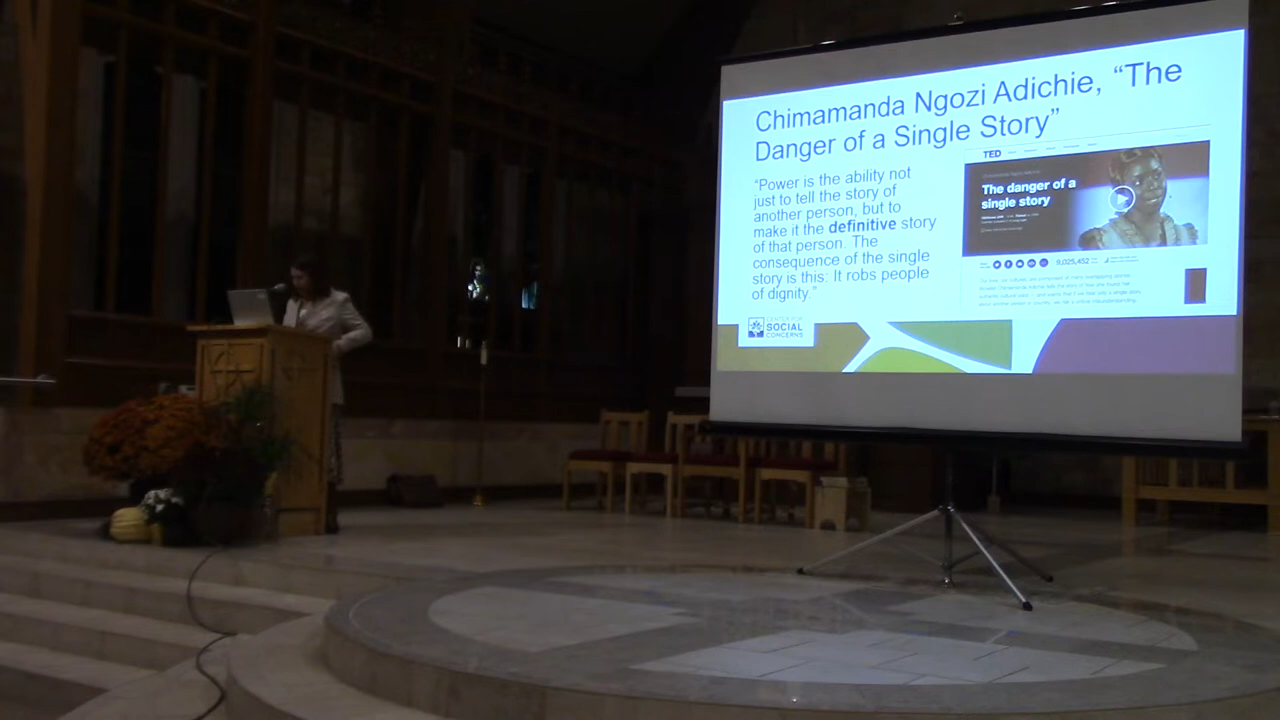 Chimamanda Ngozi Adichie, “The
Danger of a Single Story”
“Power is the ability not
just to tell the story of
another person, but to
make it the definitive story
of that person. The
consequence of the single
story is this: It robs people
of dignity.”
TED
Chimamanda Ngozi Adichie
The danger of a
single story
9,025,452
CENTER FOR
SOCIAL
CONCERNS